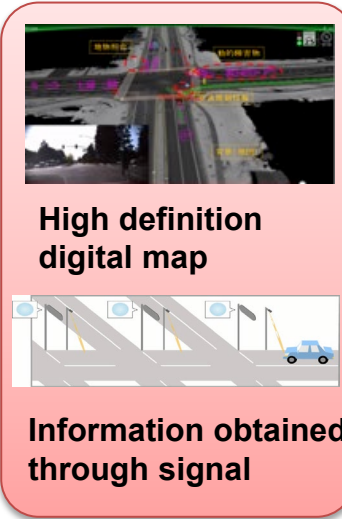 High definition
digital map
Information obtained
through signal